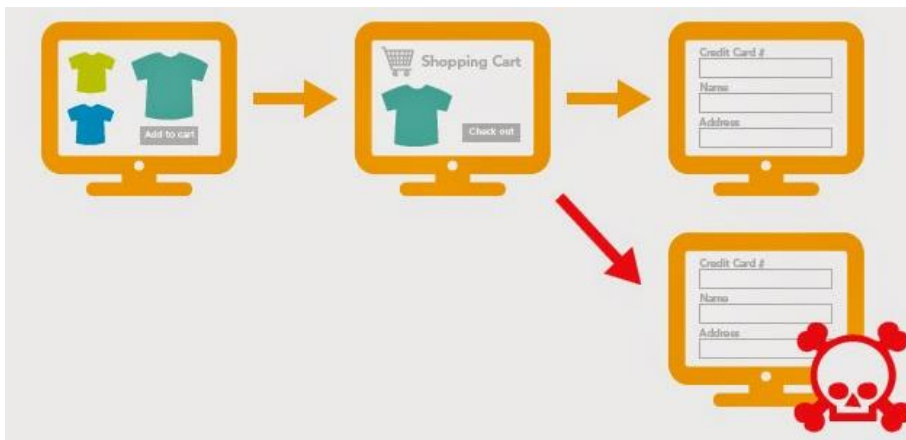 Add to cart
Shopping Cart
Check out
Credit Card #
Name
Address
Credit Card #
Name
Address